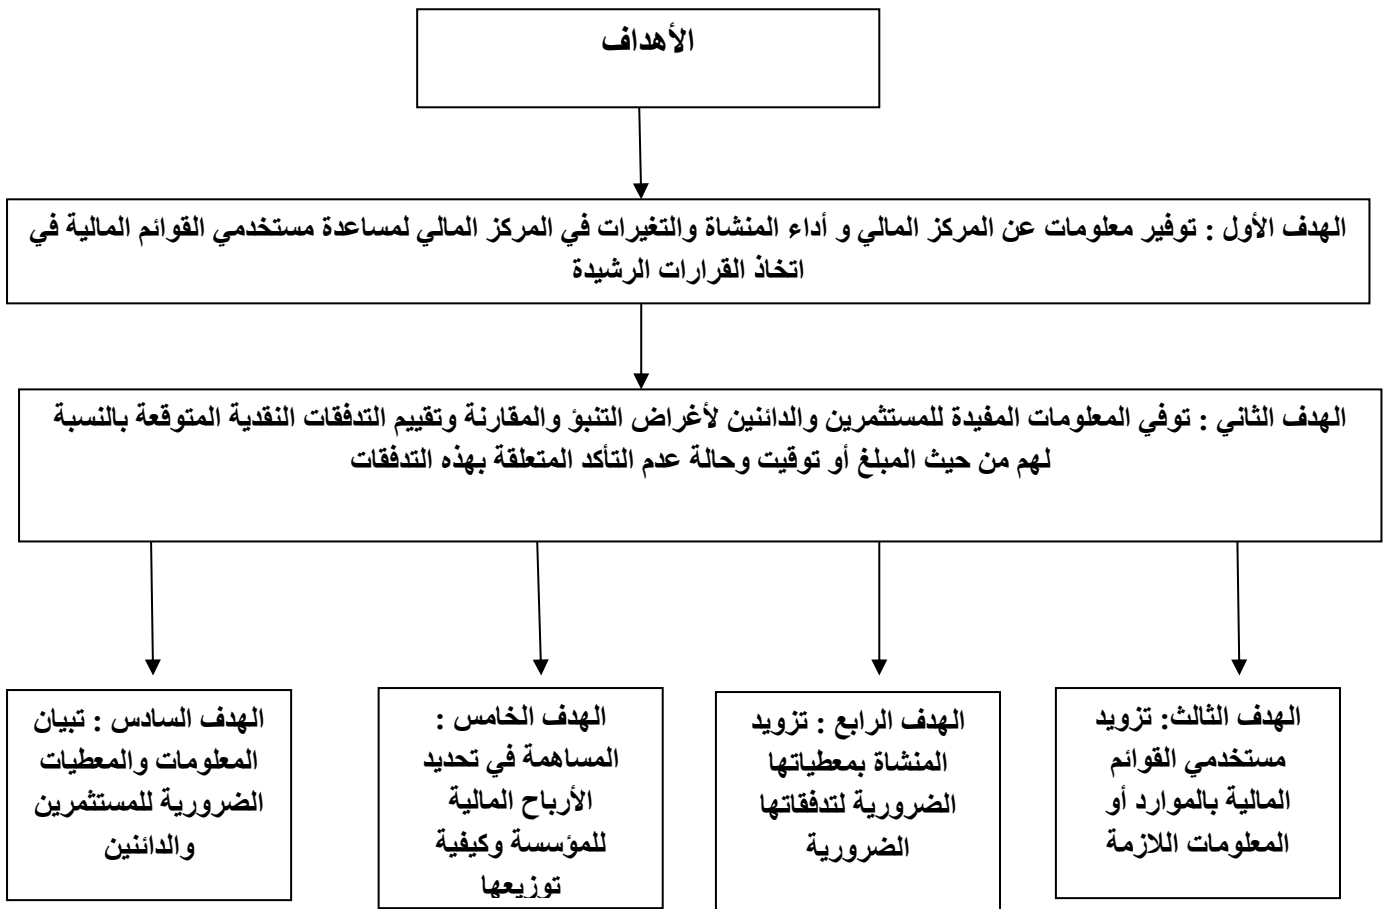 الأهداف
الهدف الأول : توفير معلومات عن المركز المالي و أداء المنشاة والتغيرات في المركز المالي لمساعدة مستخدمي القوائم المالية في
اتخاذ القرارات الرشيدة
الهدف الثاني : توفي المعلومات المفيدة للمستثمرين والدائنين لأغراض التنبؤ والمقارنة وتقييم التدفقات النقدية المتوقعة بالنسبة
لهم من حيث المبلغ أو توقيت وحالة عدم التأكد المتعلقة بهذه التدفقات
الهدف الثالث: تزويد
مستخدمي القوائم
المالية بالموارد أو
المعلومات اللازمة
الهدف الرابع : تزويد
المنشاة بمعطياتها
الضرورية لتدفقاتها
الضرورية
الهدف الخامس :
المساهمة في تحديد
الأرباح المالية
للمؤسسة وكيفية
توزيعها
الهدف السادس : تبيان
المعلومات والمعطيات
الضرورية للمستثمرين
والدائنين